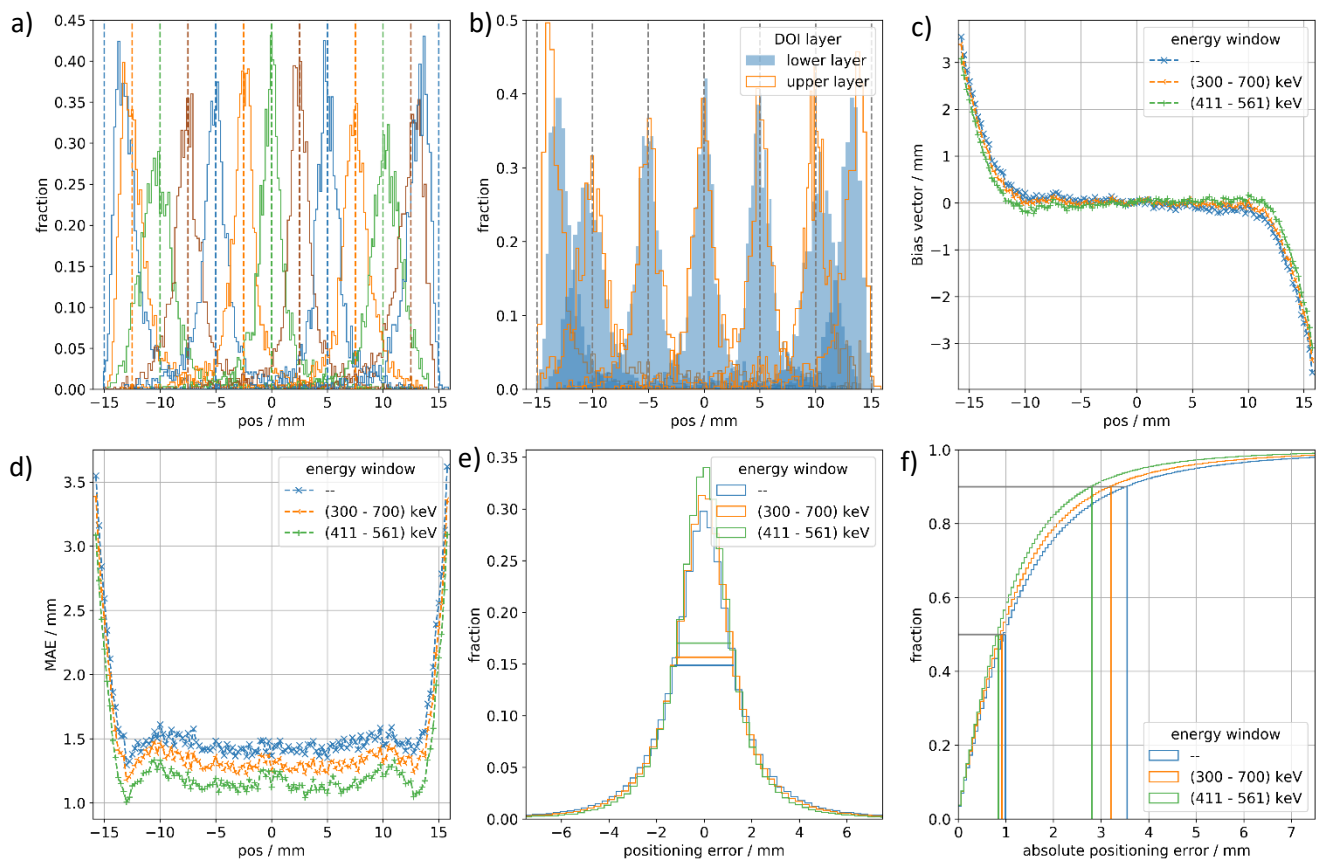 a)
0.45
0.40
0.35
0.30
0.25
0.20
0.15
0.10
0.05
0.00
fraction
−15 −10 −5 0 5 10 15
pos / mm
b)
0.5
0.4
0.3
0.2
0.1
0.0
fraction
DOI layer
lower layer
upper layer
−15 −10 −5 0 5 10 15
pos / mm
c)
3
2
1
0
−1
−2
−3
Bias vector / mm
energy window
--
(300 - 700) keV
(411 - 561) keV
−15 −10 −5 0 5 10 15
pos / mm
d)
3.5
3.0
2.5
2.0
1.5
1.0
MAE / mm
energy window
--
(300 - 700) keV
(411 - 561) keV
−15 −10 −5 0 5 10 15
pos / mm
e)
0.35
0.30
0.25
0.20
0.15
0.10
0.05
0.00
fraction
energy window
--
(300 - 700) keV
(411 - 561) keV
−6 −4 −2 0 2 4 6
positioning error / mm
f)
1.0
0.8
0.6
0.4
0.2
0.0
fraction
energy window
--
(300 - 700) keV
(411 - 561) keV
0 1 2 3 4 5 6 7
absolute positioning error / mm